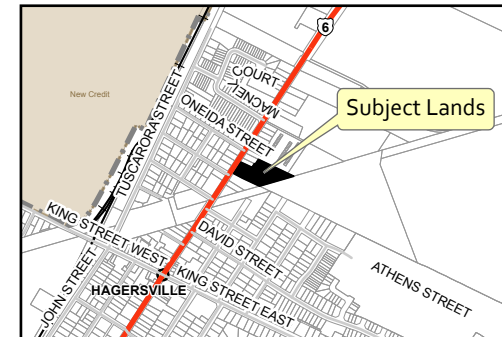 6
COURT
MACNEIL
New Credit
Subject Lands
ONEIDA STREET
TUSCARORA STREET
KING STREET WEST
DAVID STREET
ATHENS STREET
JOHN STREET
HAGERSVILLE
KING STREET EAST